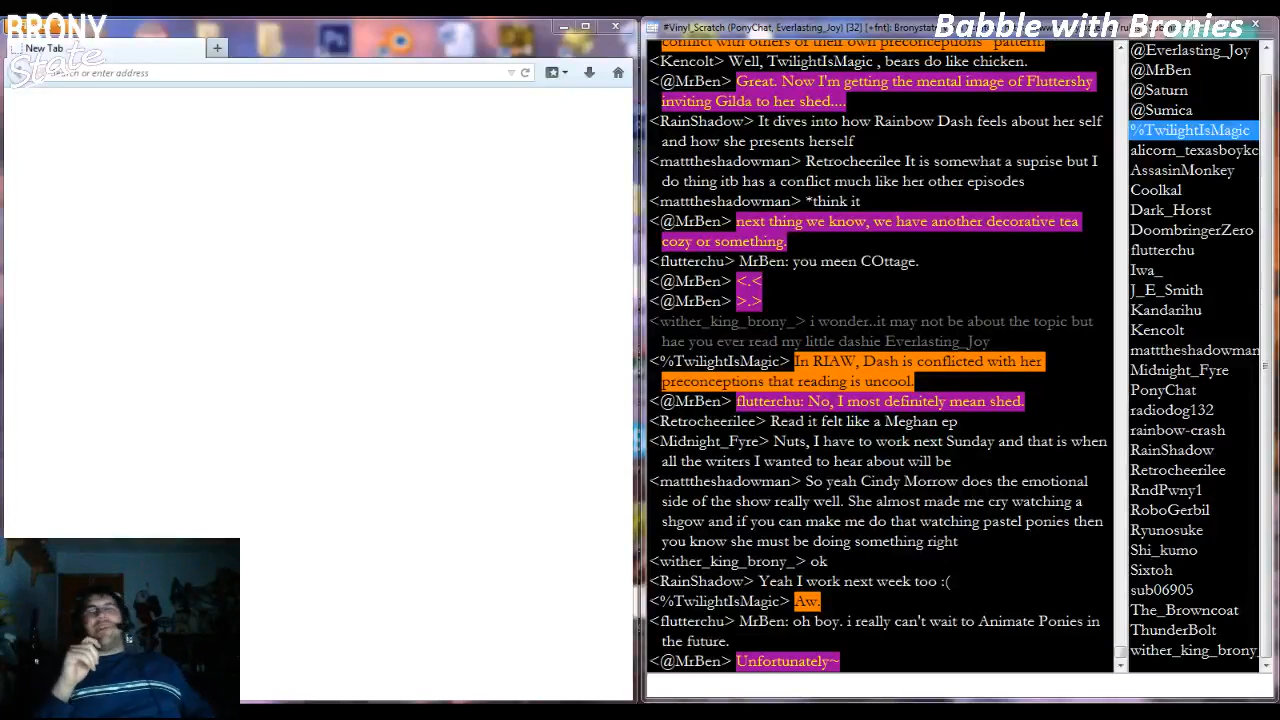 BRONY
State
New Tab
search or enter address
#Vinyl_Scratch (PonyChat, Everlasting_Joy) [32] [+fnt]: Bronystate
Babble with Bronies
conflict with others or their own preconceptions" pattern.
<Kencolt> Well, TwilightIsMagic , bears do like chicken.
<@MrBen> Great. Now I'm getting the mental image of Fluttershy
inviting Gilda to her shed....
<RainShadow> It dives into how Rainbow Dash feels about her self
and how she presents herself
<matttheshadowman> Retrocheerilee It is somewhat a suprise but I
do thing itb has a conflict much like her other episodes
<matttheshadowman> *think it
<@MrBen> next thing we know, we have another decorative tea
cozy or something.
<flutterchu> MrBen: you meen COttage.
<@MrBen> <.<
<@MrBen> >.>
<wither_king_brony_> i wonder..it may not be about the topic but
hae you ever read my little dashie Everlasting_Joy
<%TwilightIsMagic> In RIAW, Dash is conflicted with her
preconceptions that reading is uncool.
<@MrBen> flutterchu: No, I most definitely mean shed.
<Retrocheerilee> Read it felt like a Meghan ep
<Midnight_Fyre> Nuts, I have to work next Sunday and that is when
all the writers I wanted to hear about will be
<matttheshadowman> So yeah Cindy Morrow does the emotional
side of the show really well. She almost made me cry watching a
shgow and if you can make me do that watching pastel ponies then
you know she must be doing something right
<wither_king_brony_> ok
<RainShadow> Yeah I work next week too :(
<%TwilightIsMagic> Aw.
<flutterchu> MrBen: oh boy. i really can't wait to Animate Ponies in
the future.
<@MrBen> Unfortunately~
@Everlasting_Joy
@MrBen
@Saturn
@Sumica
%TwilightIsMagic
alicorn_texasboykc
AssasinMonkey
Coolkal
Dark_Horst
DoombringerZero
flutterchu
Iwa_
J_E_Smith
Kandarihu
Kencolt
matttheshadowman
Midnight_Fyre
PonyChat
radiodog132
rainbow-crash
RainShadow
Retrocheerilee
RndPwny1
RoboGerbil
Ryunosuke
Shi_kumo
Sixtoh
sub06905
The_Browncoat
ThunderBolt
wither_king_brony_